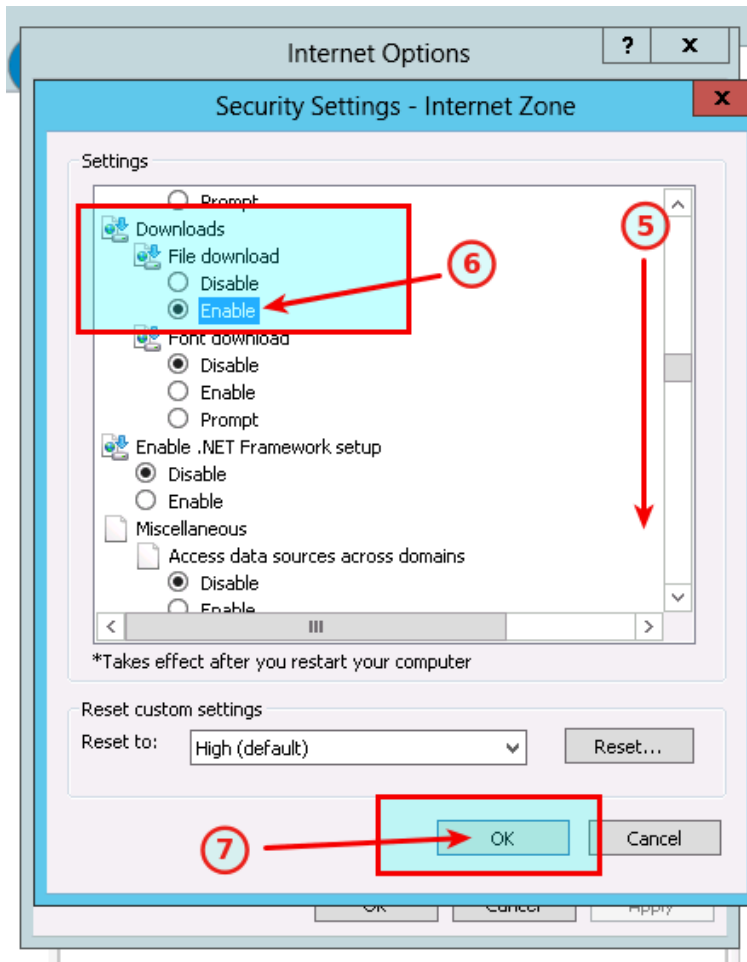 Internet Options
?
x
Security Settings - Internet Zone
x
Settings
Prompt
5
Downloads
File download
6
Disable
Enable
Font download
Disable
Enable
Prompt
Enable .NET Framework setup
Disable
Enable
Miscellaneous
Access data sources across domains
Disable
Enable
*Takes effect after you restart your computer
Reset custom settings
Reset to:
High (default)
Reset...
7
OK
Cancel
OK
Cancel
Apply